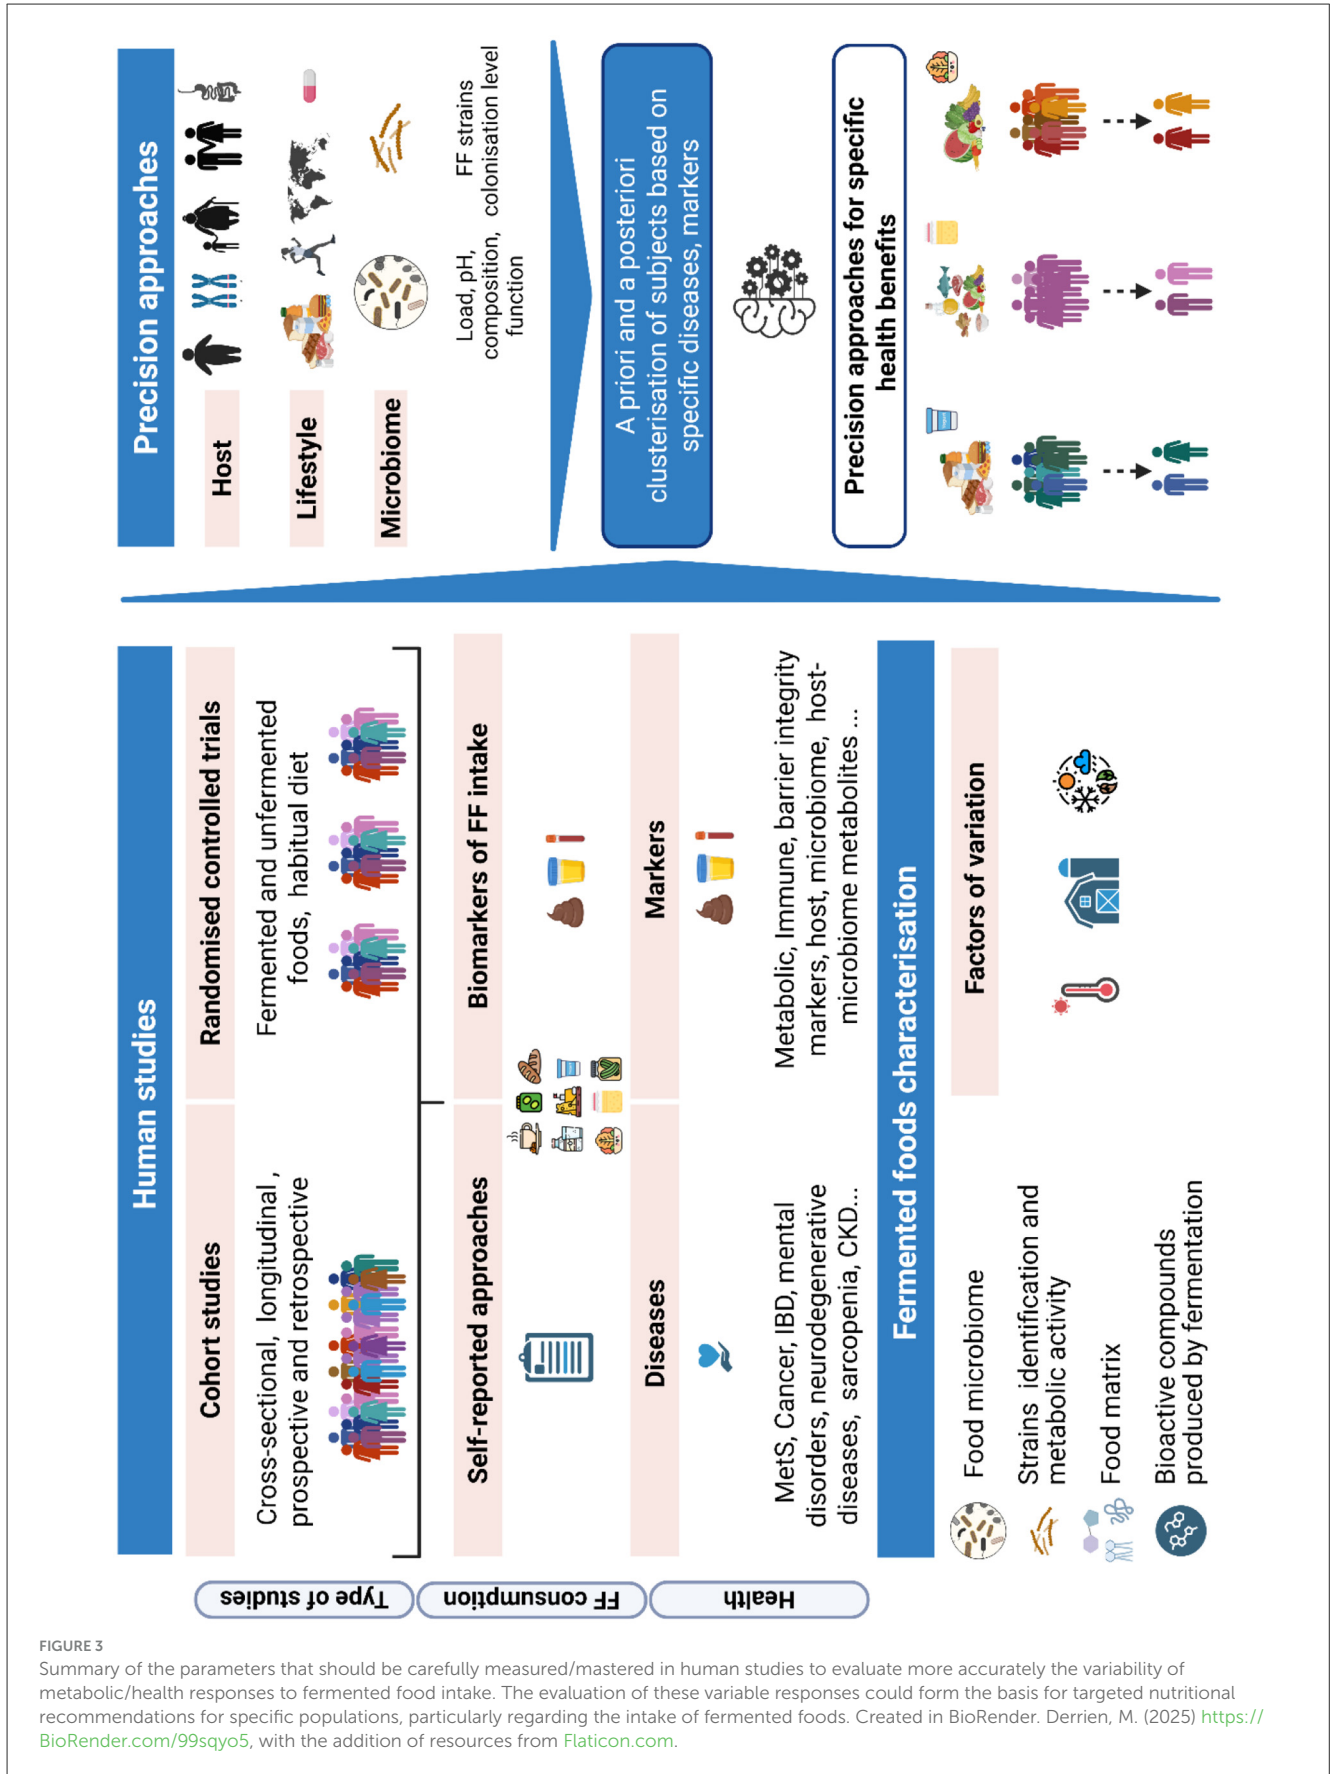 Human studies
Type of studies
Cohort studies
Cross-sectional, longitudinal,
prospective and retrospective
Randomised controlled trials
Fermented and unfermented
foods, habitual diet
FF consumption
Self-reported approaches
Biomarkers of FF intake
Health
Diseases
MetS, Cancer, IBD, mental
disorders, neurodegenerative
diseases, sarcopenia, CKD...
Markers
Metabolic, Immune, barrier integrity
markers, host, microbiome, host-
microbiome metabolites ...
Fermented foods characterisation
Food microbiome
Strains identification and
metabolic activity
Food matrix
Bioactive compounds
produced by fermentation
Factors of variation
Precision approaches
Host
Lifestyle
Microbiome
Load, pH,
composition,
function
FF strains
colonisation level
A priori and a posteriori
clusterisation of subjects based on
specific diseases, markers
Precision approaches for specific
health benefits
FIGURE 3
Summary of the parameters that should be carefully measured/mastered in human studies to evaluate more accurately the variability of
metabolic/health responses to fermented food intake. The evaluation of these variable responses could form the basis for targeted nutritional
recommendations for specific populations, particularly regarding the intake of fermented foods. Created in BioRender. Derrien, M. (2025) https://
BioRender.com/99sqyo5, with the addition of resources from Flaticon.com.